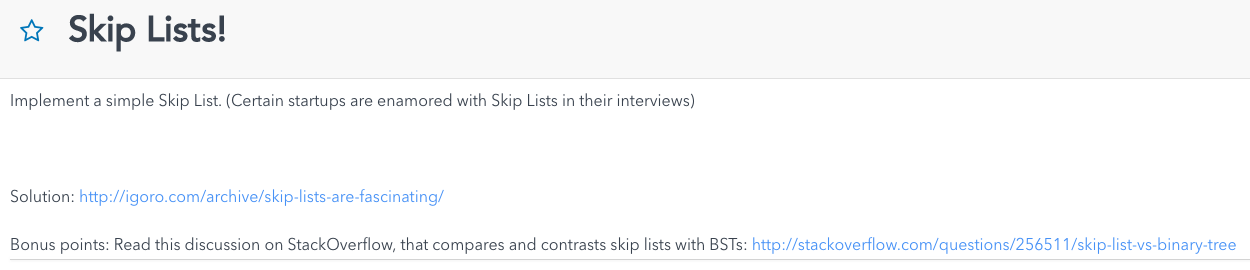 Skip Lists!
Implement a simple Skip List. (Certain startups are enamored with Skip Lists in their interviews)
Solution: http://igoro.com/archive/skip-lists-are-fascinating/
Bonus points: Read this discussion on StackOverflow, that compares and contrasts skip lists with BSTs: http://stackoverflow.com/questions/256511/skip-list-vs-binary-tree